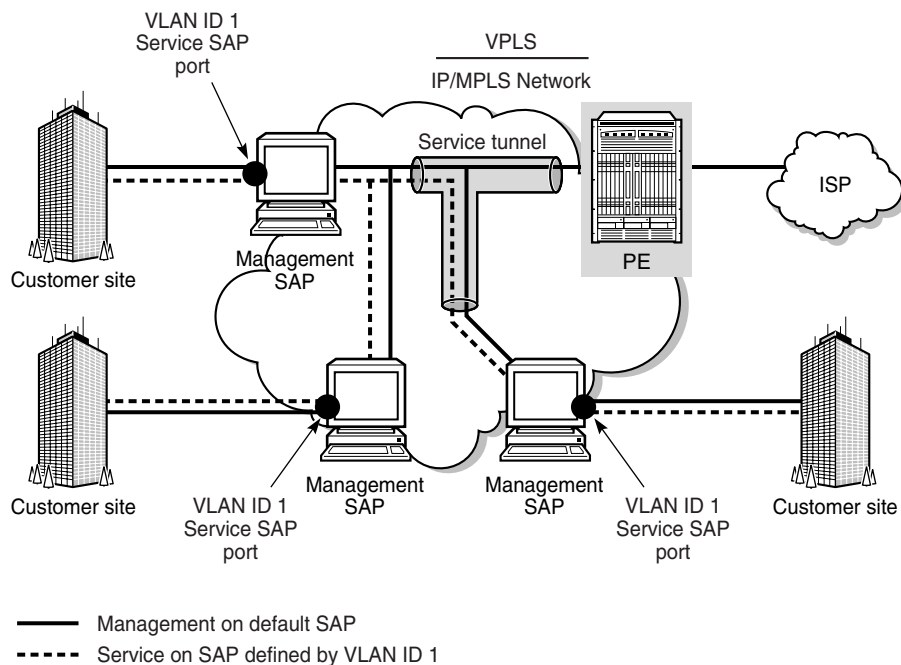 VLAN ID 1
Service SAP
port
VPLS
IP/MPLS Network
Service tunnel
ISP
PE
Customer site
Management
SAP
Customer site
VLAN ID 1
Service SAP
port
Management
SAP
Management
SAP
VLAN ID 1
Service SAP
port
Customer site
Management on default SAP
Service on SAP defined by VLAN ID 1